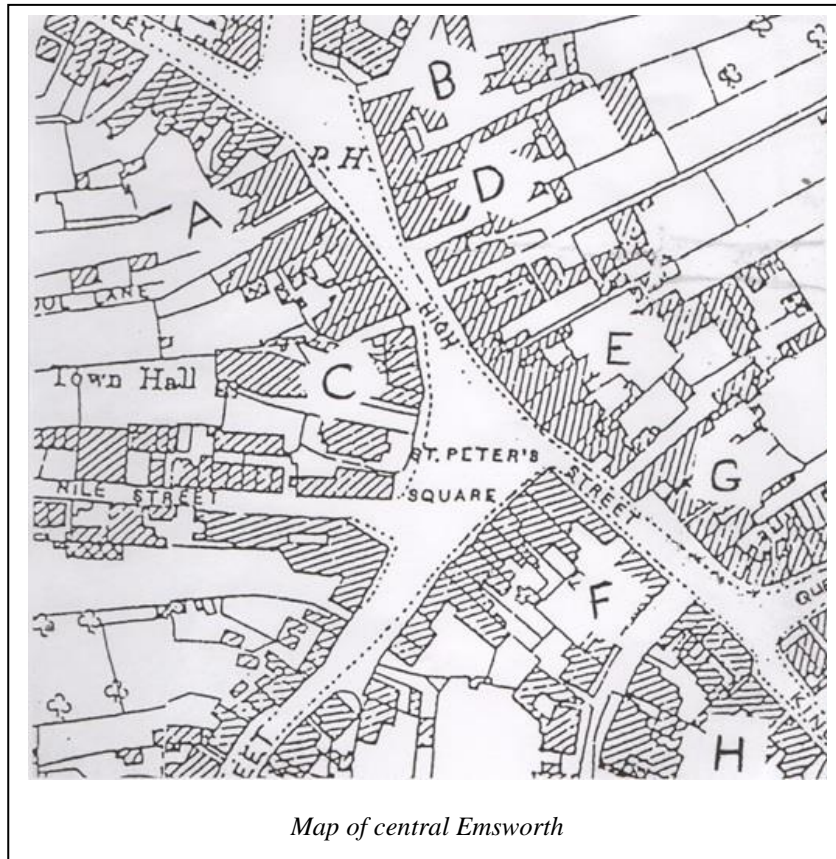 B
P.H.
D
A
HIGH
LANE
E
Town Hall
C
ST. PETER'S
STREET
G
NILE STREET
SQUARE
F
H
Map of central Emsworth